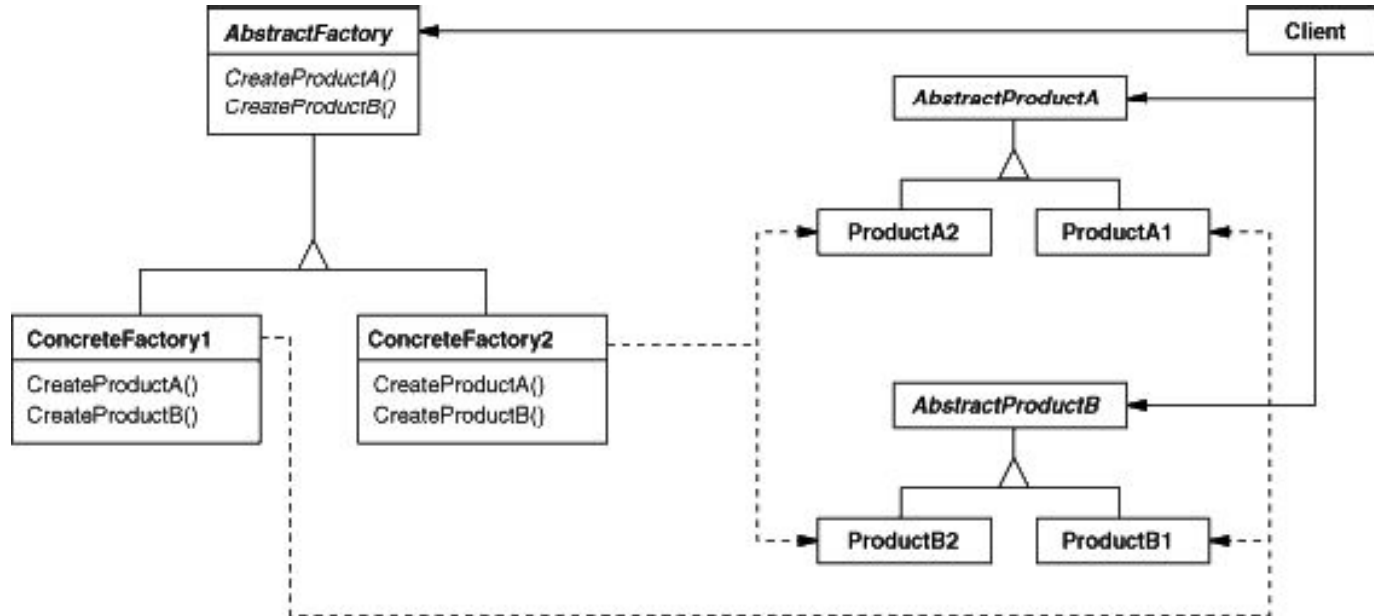 AbstractFactory
Client
CreateProductA()
CreateProductB()
AbstractProductA
ProductA2
ProductA1
ConcreteFactory1
ConcreteFactory2
CreateProductA()
CreateProductB()
CreateProductA()
CreateProductB()
AbstractProductB
ProductB2
ProductB1